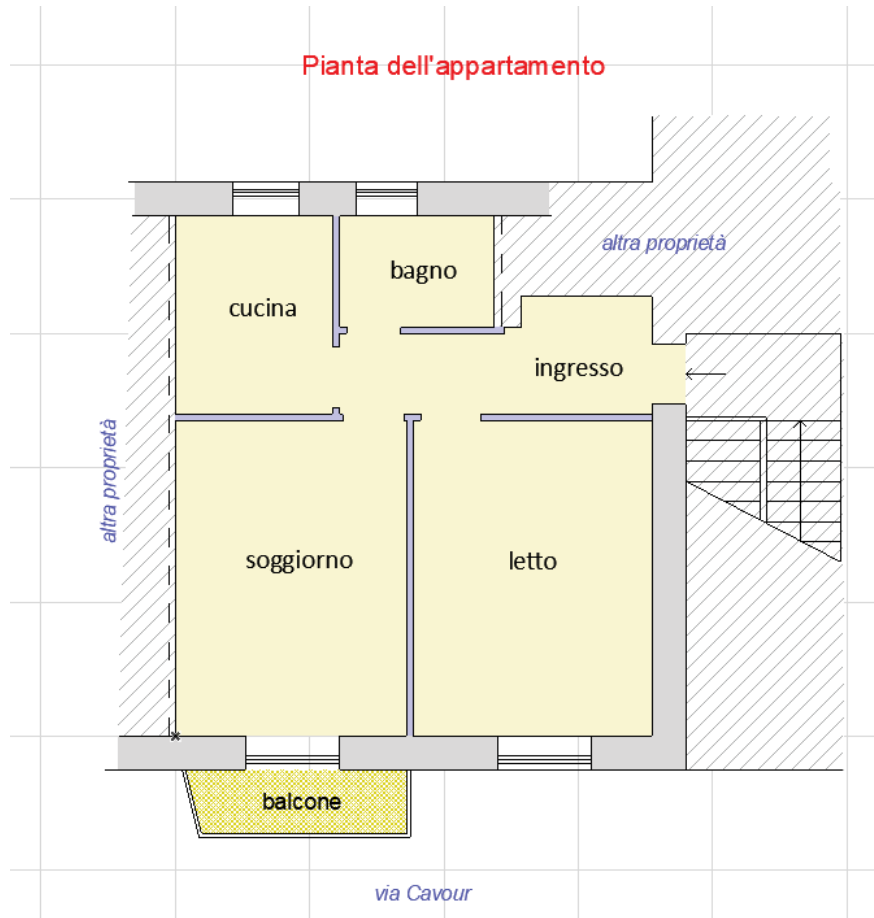 Pianta dell'appartamento
altra proprietà
bagno
cucina
ingresso
altra proprietà
soggiorno
letto
balcone
via Cavour